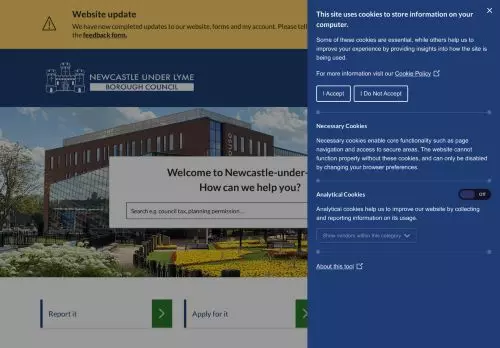 Website update
We have now completed updates to our website, forms and my account. Please tell
the feedback form.
NEWCASTLE UNDER LYME
BOROUGH COUNCIL
Welcome to Newcastle-under-
How can we help you?
Search e.g. council tax, planning permission...
Report it
Apply for it
This site uses cookies to store information on your
computer.
Some of these cookies are essential, while others help us to
improve your experience by providing insights into how the site is
being used.
For more information visit our Cookie Policy
I Accept
I Do Not Accept
Necessary Cookies
Necessary cookies enable core functionality such as page
navigation and access to secure areas. The website cannot
function properly without these cookies, and can only be disabled
by changing your browser preferences.
Analytical Cookies
Off
Analytical cookies help us to improve our website by collecting
and reporting information on its usage.
Show vendors within this category
About this tool